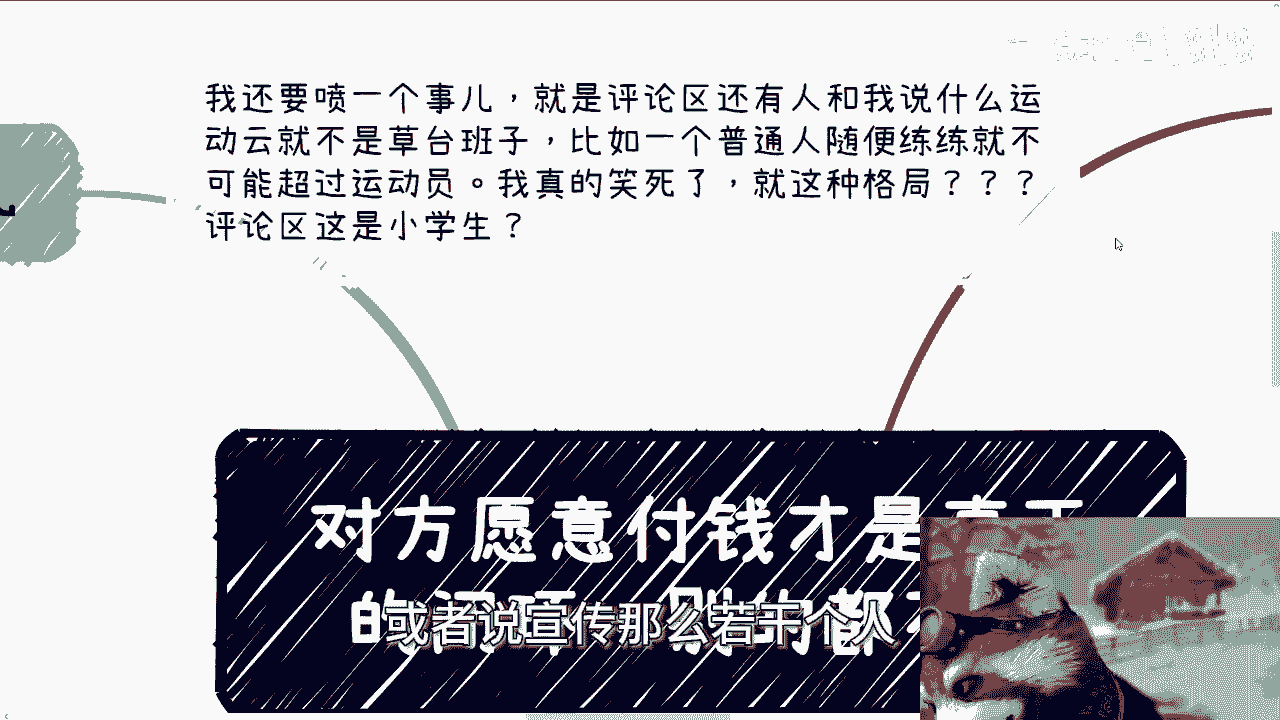 我还要喷一个事儿，就是评论区还有人和我说什么运
动云就不是草台班子，比如一个普通人随便练练就不
可能超过运动员。我真的笑死了，就这种格局？？？
评论区这是小学生？
对方愿意付钱才是
的 别的都
或者说宣传那么若干个人